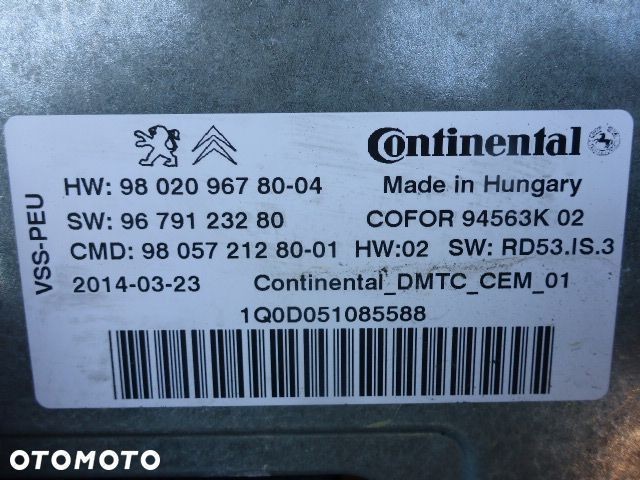 Continental
HW: 98 020 967 80-04 Made in Hungary
SW: 96 791 232 80 COFOR 94563K 02
CMD: 98 057 212 80-01 HW:02 SW: RD53.IS.3
2014-03-23 Continental_DMTC_CEM_01
1Q0D051085588
VSS-PEU
OTOMOTO